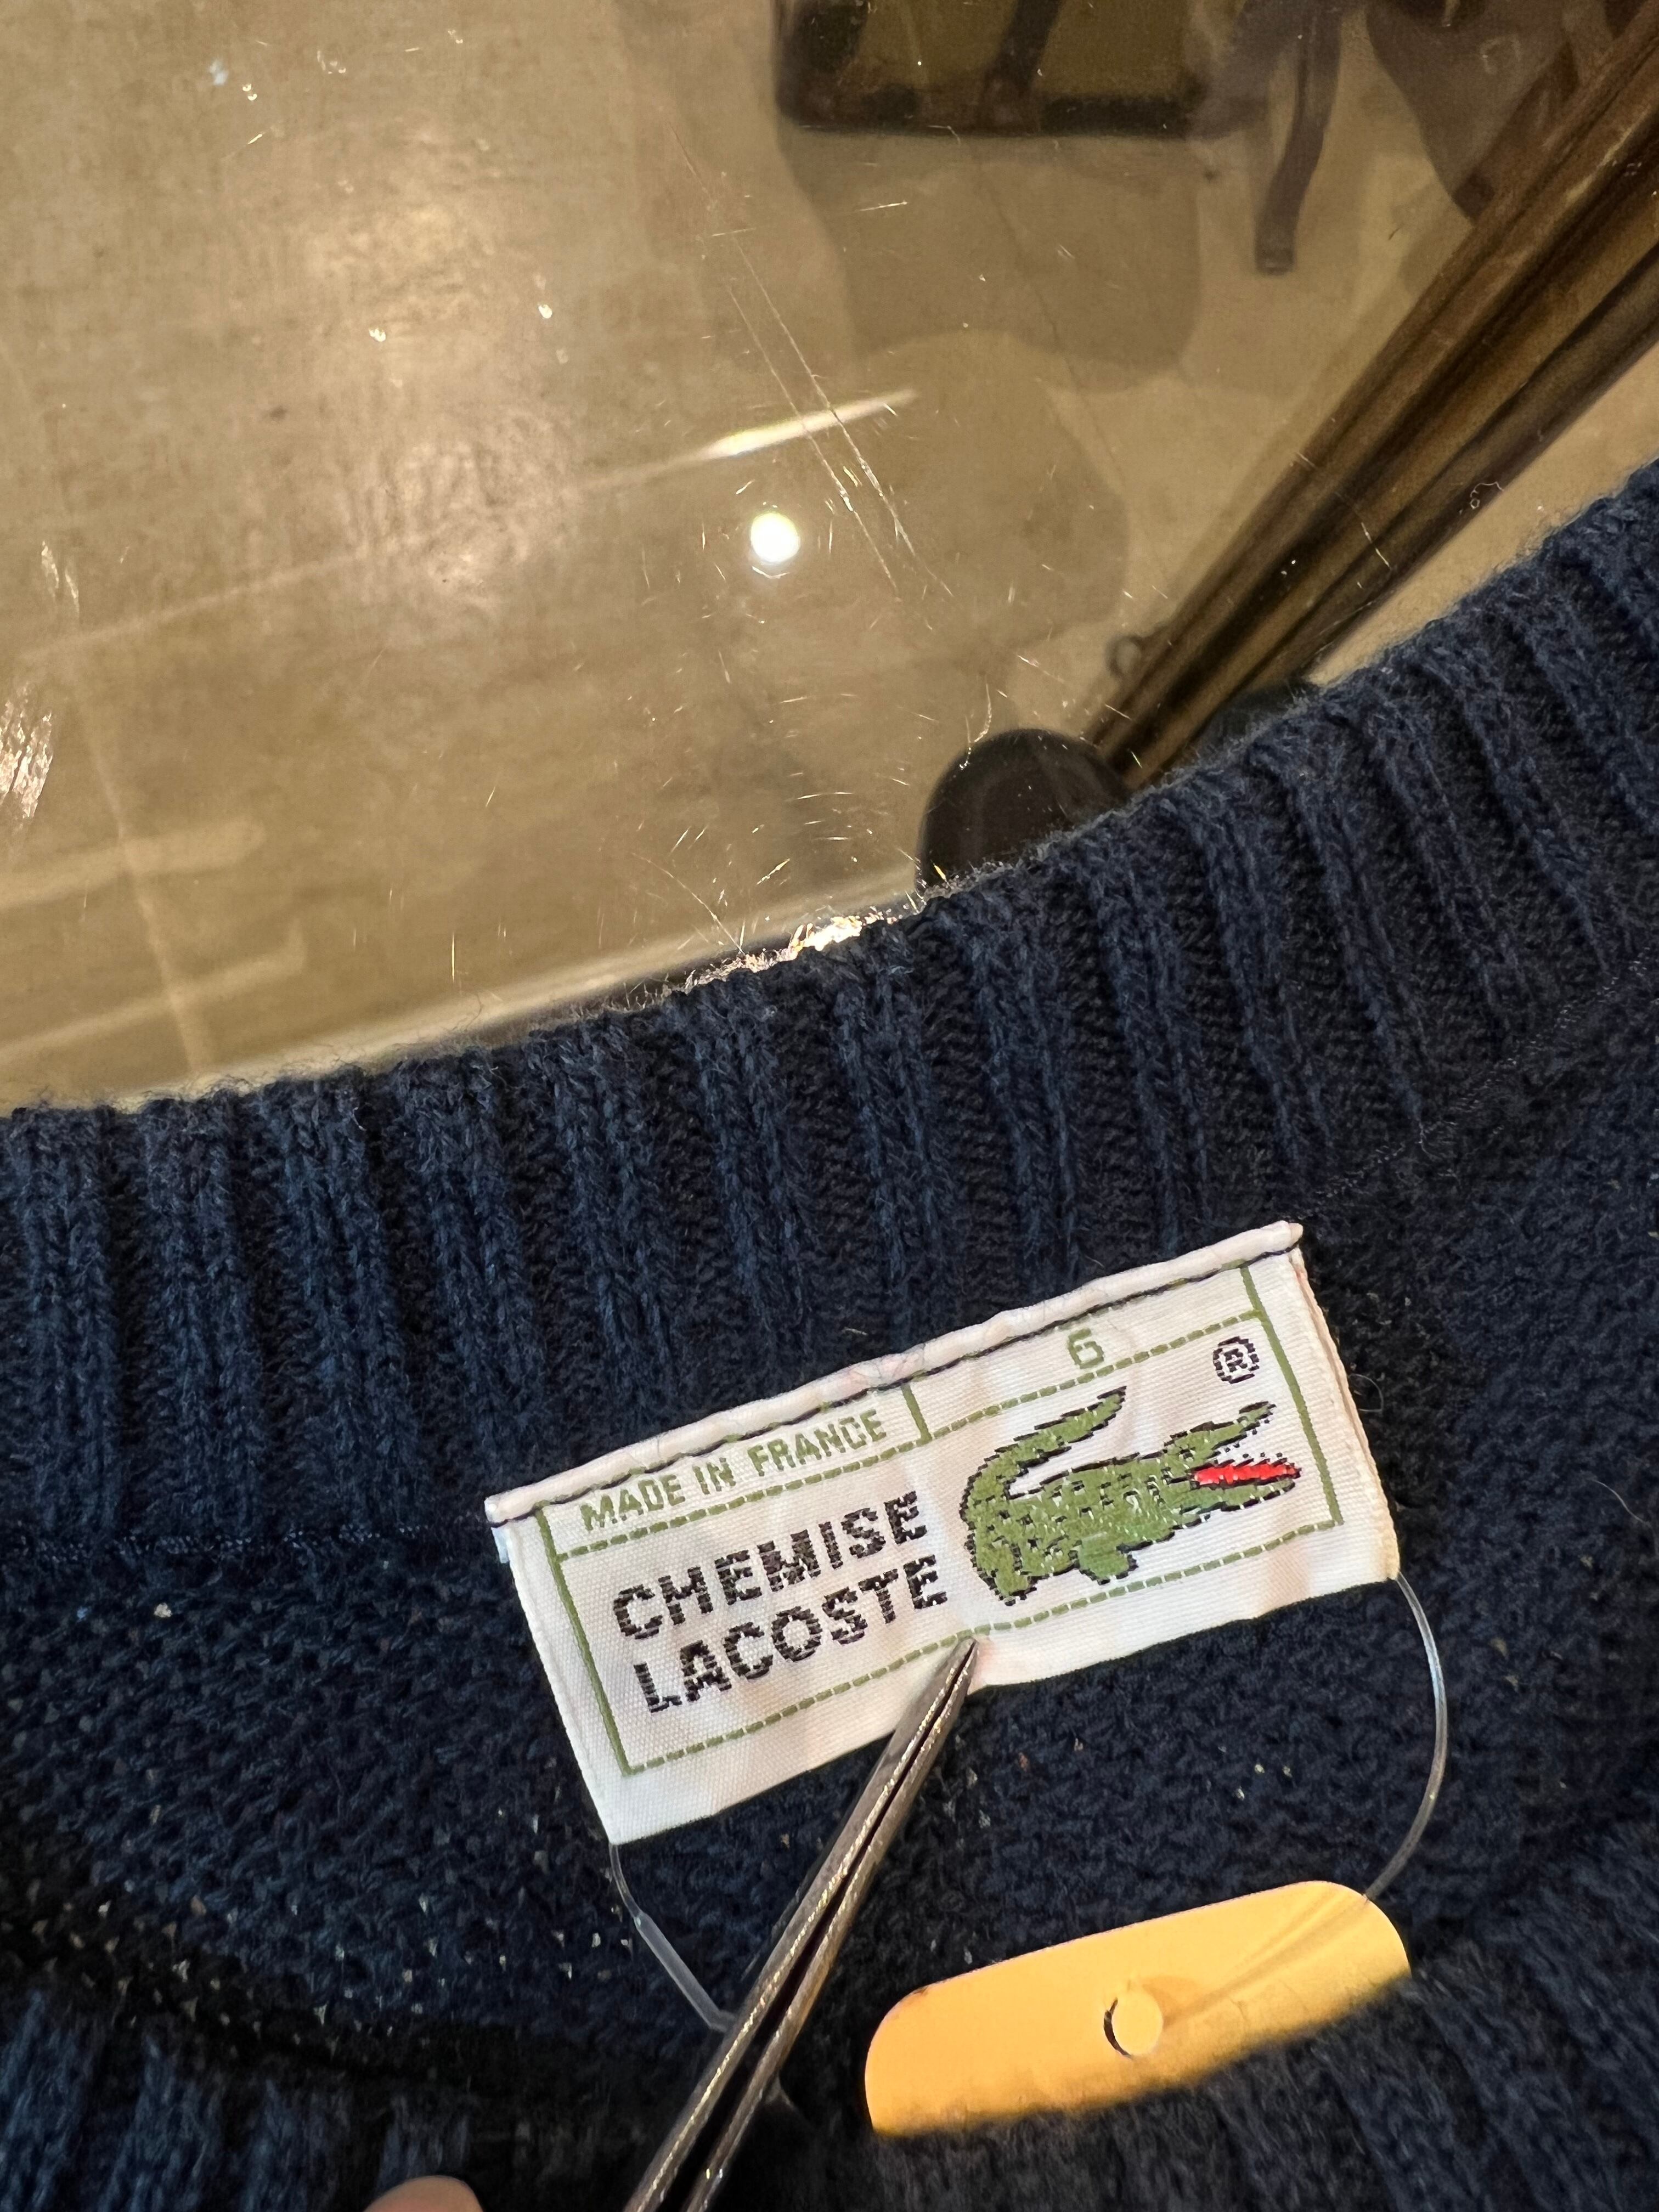 MADE IN FRANCE 6
CHEMISE
LACOSTE
®